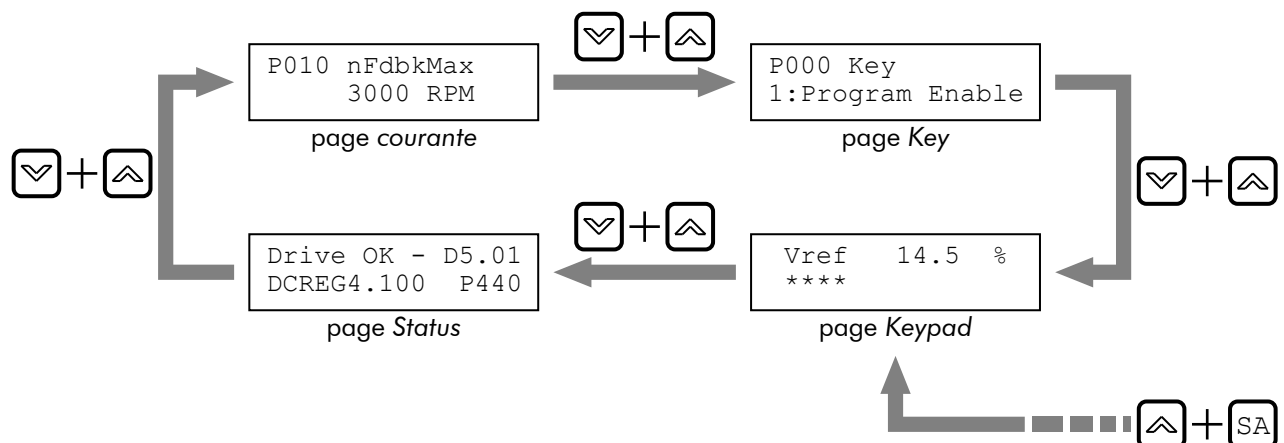 P010 nFdbkMax
3000 RPM
page courante
+
P000 Key
1:Program Enable
page Key
+
+
Drive OK - D5.01
DCREG4.100 P440
page Status
+
Vref 14.5 %
****
page Keypad
+ SA